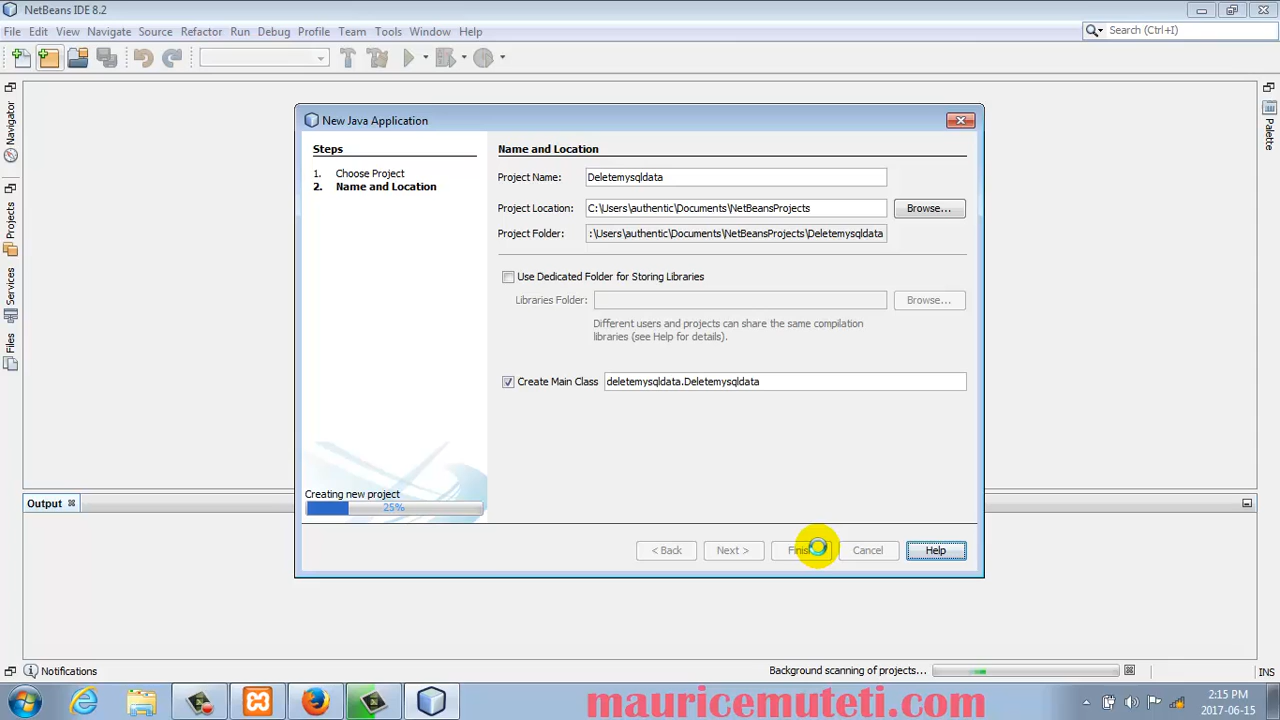 NetBeans IDE 8.2
File Edit View Navigate Source Refactor Run Debug Profile Team Tools Window Help
Search (Ctrl+I)
Navigator
Projects
Services
Files
Palette
New Java Application
Steps
1. Choose Project
2. Name and Location
Name and Location
Project Name: Deletemysqldata
Project Location: C:\Users\authentic\Documents\NetBeansProjects Browse...
Project Folder: :\Users\authentic\Documents\NetBeansProjects\Deletemysqldata
Use Dedicated Folder for Storing Libraries
Libraries Folder: Browse...
Different users and projects can share the same compilation
libraries (see Help for details).
Create Main Class deletemysqldata.Deletemysqldata
Creating new project
25%
< Back Next > Finish Cancel Help
Output
Notifications
Background scanning of projects...
INS
mauricemuteti.com
2:15 PM
2017-06-15